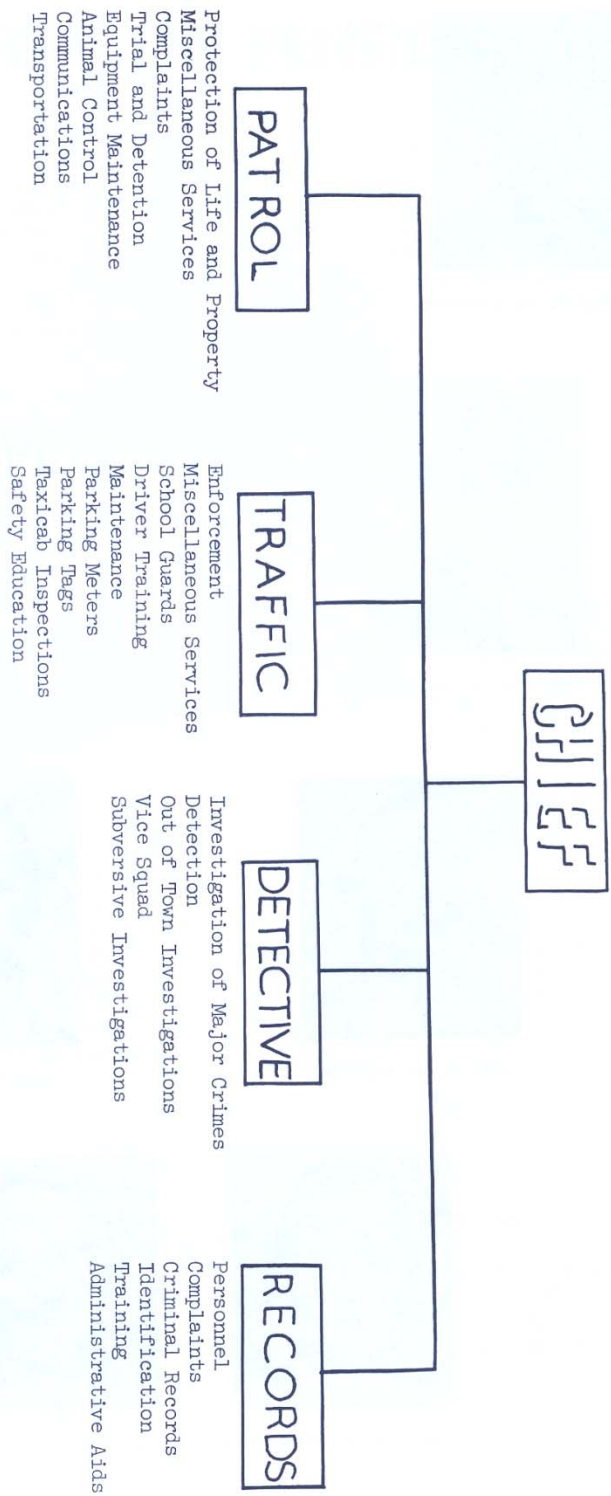 CHIEF
PATROL
Protection of Life and Property
Miscellaneous Services
Complaints
Trial and Detention
Equipment Maintenance
Animal Control
Communications
Transportation
TRAFFIC
Enforcement
Miscellaneous Services
School Guards
Driver Training
Maintenance
Parking Meters
Parking Tags
Taxicab Inspections
Safety Education
DETECTIVE
Investigation of Major Crimes
Detection
Out of Town Investigations
Vice Squad
Subversive Investigations
RECORDS
Personnel
Complaints
Criminal Records
Identification
Training
Administrative Aids